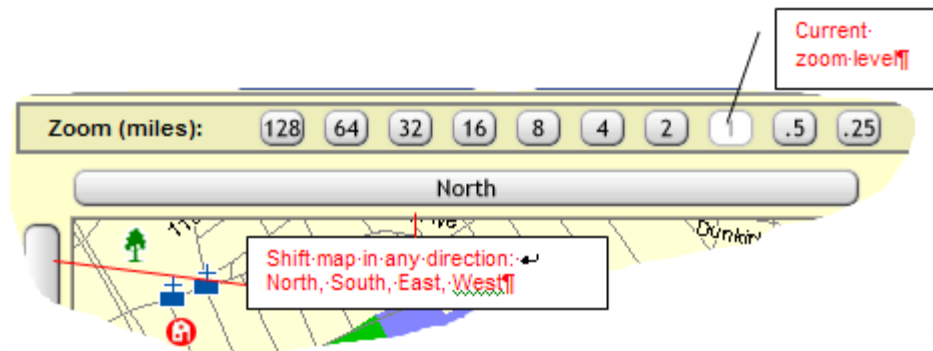 Current
zoom level¶
Zoom (miles): 128 64 32 16 8 4 2 1 .5 .25
North
Shift map in any direction:
North, South, East, West¶